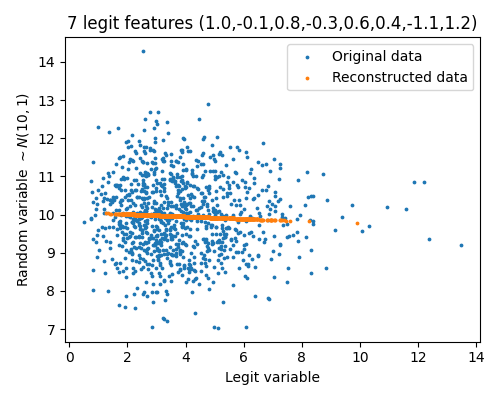 7 legit features (1.0,-0.1,0.8,-0.3,0.6,0.4,-1.1,1.2)
Original data
Reconstructed data
Random variable ~ N(10, 1)
14
13
12
11
10
9
8
7
0 2 4 6 8 10 12 14
Legit variable